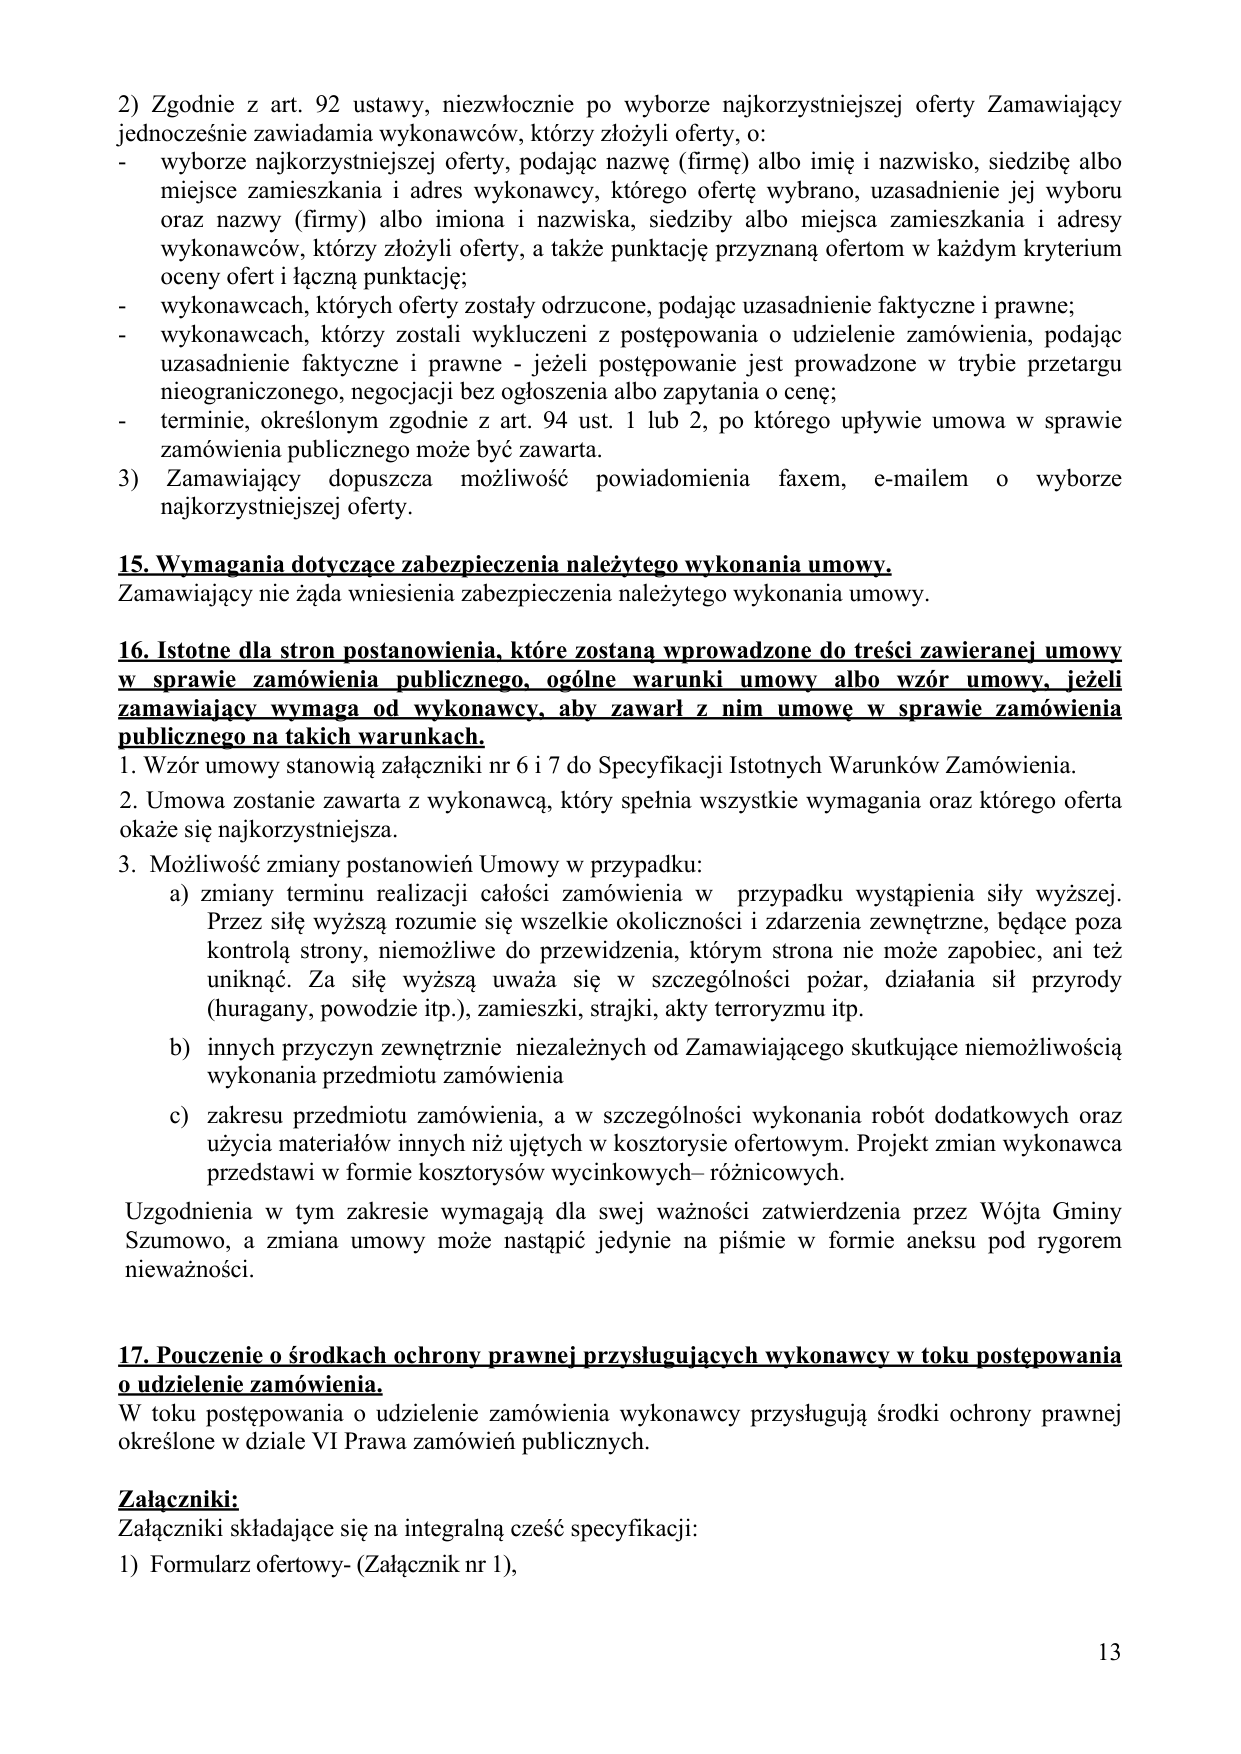 2) Zgodnie z art. 92 ustawy, niezwłocznie po wyborze najkorzystniejszej oferty Zamawiający
jednocześnie zawiadamia wykonawców, którzy złożyli oferty, o:
- wyborze najkorzystniejszej oferty, podając nazwę (firmę) albo imię i nazwisko, siedzibę albo
miejsce zamieszkania i adres wykonawcy, którego ofertę wybrano, uzasadnienie jej wyboru
oraz nazwy (firmy) albo imiona i nazwiska, siedziby albo miejsca zamieszkania i adresy
wykonawców, którzy złożyli oferty, a także punktację przyznaną ofertom w każdym kryterium
oceny ofert i łączną punktację;
- wykonawcach, których oferty zostały odrzucone, podając uzasadnienie faktyczne i prawne;
- wykonawcach, którzy zostali wykluczeni z postępowania o udzielenie zamówienia, podając
uzasadnienie faktyczne i prawne - jeżeli postępowanie jest prowadzone w trybie przetargu
nieograniczonego, negocjacji bez ogłoszenia albo zapytania o cenę;
- terminie, określonym zgodnie z art. 94 ust. 1 lub 2, po którego upływie umowa w sprawie
zamówienia publicznego może być zawarta.
3) Zamawiający dopuszcza możliwość powiadomienia faxem, e-mailem o wyborze
najkorzystniejszej oferty.
15. Wymagania dotyczące zabezpieczenia należytego wykonania umowy.
Zamawiający nie żąda wniesienia zabezpieczenia należytego wykonania umowy.
16. Istotne dla stron postanowienia, które zostaną wprowadzone do treści zawieranej umowy
w sprawie zamówienia publicznego, ogólne warunki umowy albo wzór umowy, jeżeli
zamawiający wymaga od wykonawcy, aby zawarł z nim umowę w sprawie zamówienia
publicznego na takich warunkach.
1. Wzór umowy stanowią załączniki nr 6 i 7 do Specyfikacji Istotnych Warunków Zamówienia.
2. Umowa zostanie zawarta z wykonawcą, który spełnia wszystkie wymagania oraz którego oferta
okaże się najkorzystniejsza.
3. Możliwość zmiany postanowień Umowy w przypadku:
a) zmiany terminu realizacji całości zamówienia w przypadku wystąpienia siły wyższej.
Przez siłę wyższą rozumie się wszelkie okoliczności i zdarzenia zewnętrzne, będące poza
kontrolą strony, niemożliwe do przewidzenia, którym strona nie może zapobiec, ani też
uniknąć. Za siłę wyższą uważa się w szczególności pożar, działania sił przyrody
(huragany, powodzie itp.), zamieszki, strajki, akty terroryzmu itp.
b) innych przyczyn zewnętrznie niezależnych od Zamawiającego skutkujące niemożliwością
wykonania przedmiotu zamówienia
c) zakresu przedmiotu zamówienia, a w szczególności wykonania robót dodatkowych oraz
użycia materiałów innych niż ujętych w kosztorysie ofertowym. Projekt zmian wykonawca
przedstawi w formie kosztorysów wycinkowych– różnicowych.
Uzgodnienia w tym zakresie wymagają dla swej ważności zatwierdzenia przez Wójta Gminy
Szumowo, a zmiana umowy może nastąpić jedynie na piśmie w formie aneksu pod rygorem
nieważności.
17. Pouczenie o środkach ochrony prawnej przysługujących wykonawcy w toku postępowania
o udzielenie zamówienia.
W toku postępowania o udzielenie zamówienia wykonawcy przysługują środki ochrony prawnej
określone w dziale VI Prawa zamówień publicznych.
Załączniki:
Załączniki składające się na integralną cześć specyfikacji:
1) Formularz ofertowy- (Załącznik nr 1),
13